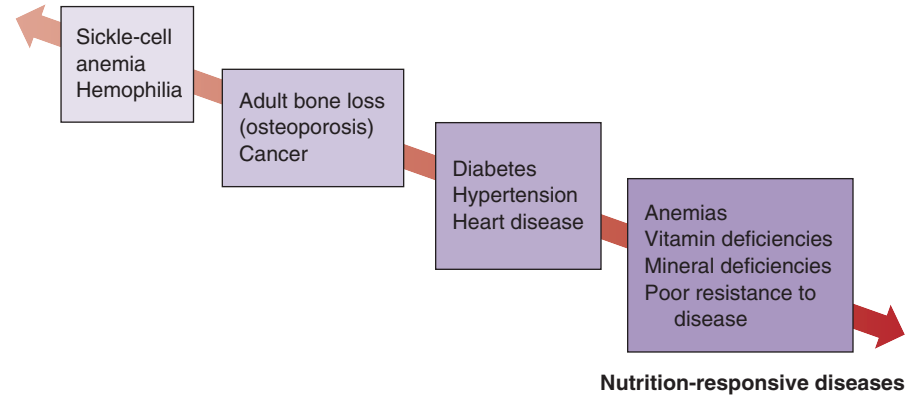 Sickle-cell
anemia
Hemophilia
Adult bone loss
(osteoporosis)
Cancer
Diabetes
Hypertension
Heart disease
Anemias
Vitamin deficiencies
Mineral deficiencies
Poor resistance to
disease
Nutrition-responsive diseases